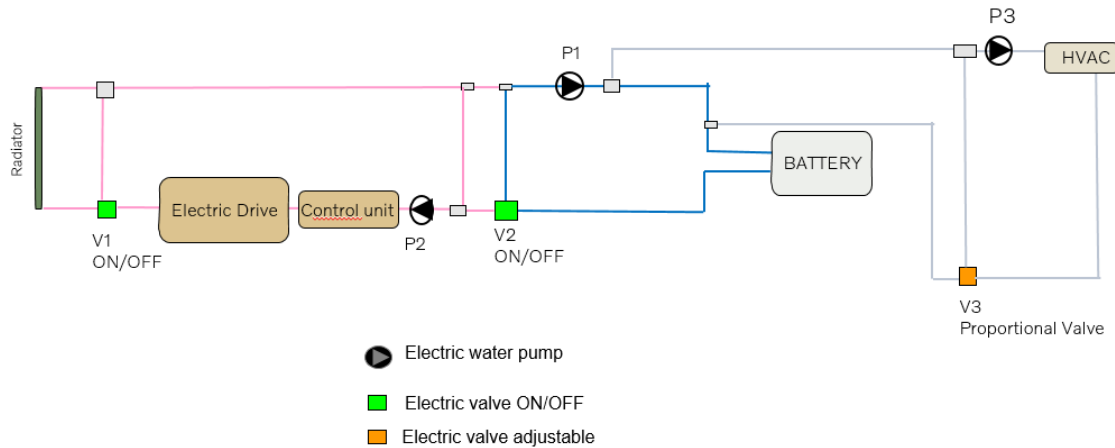 P3
P1
HVAC
Radiator
BATTERY
Electric Drive
Control unit
P2
V1
ON/OFF
V2
ON/OFF
V3
Proportional Valve
Electric water pump
Electric valve ON/OFF
Electric valve adjustable